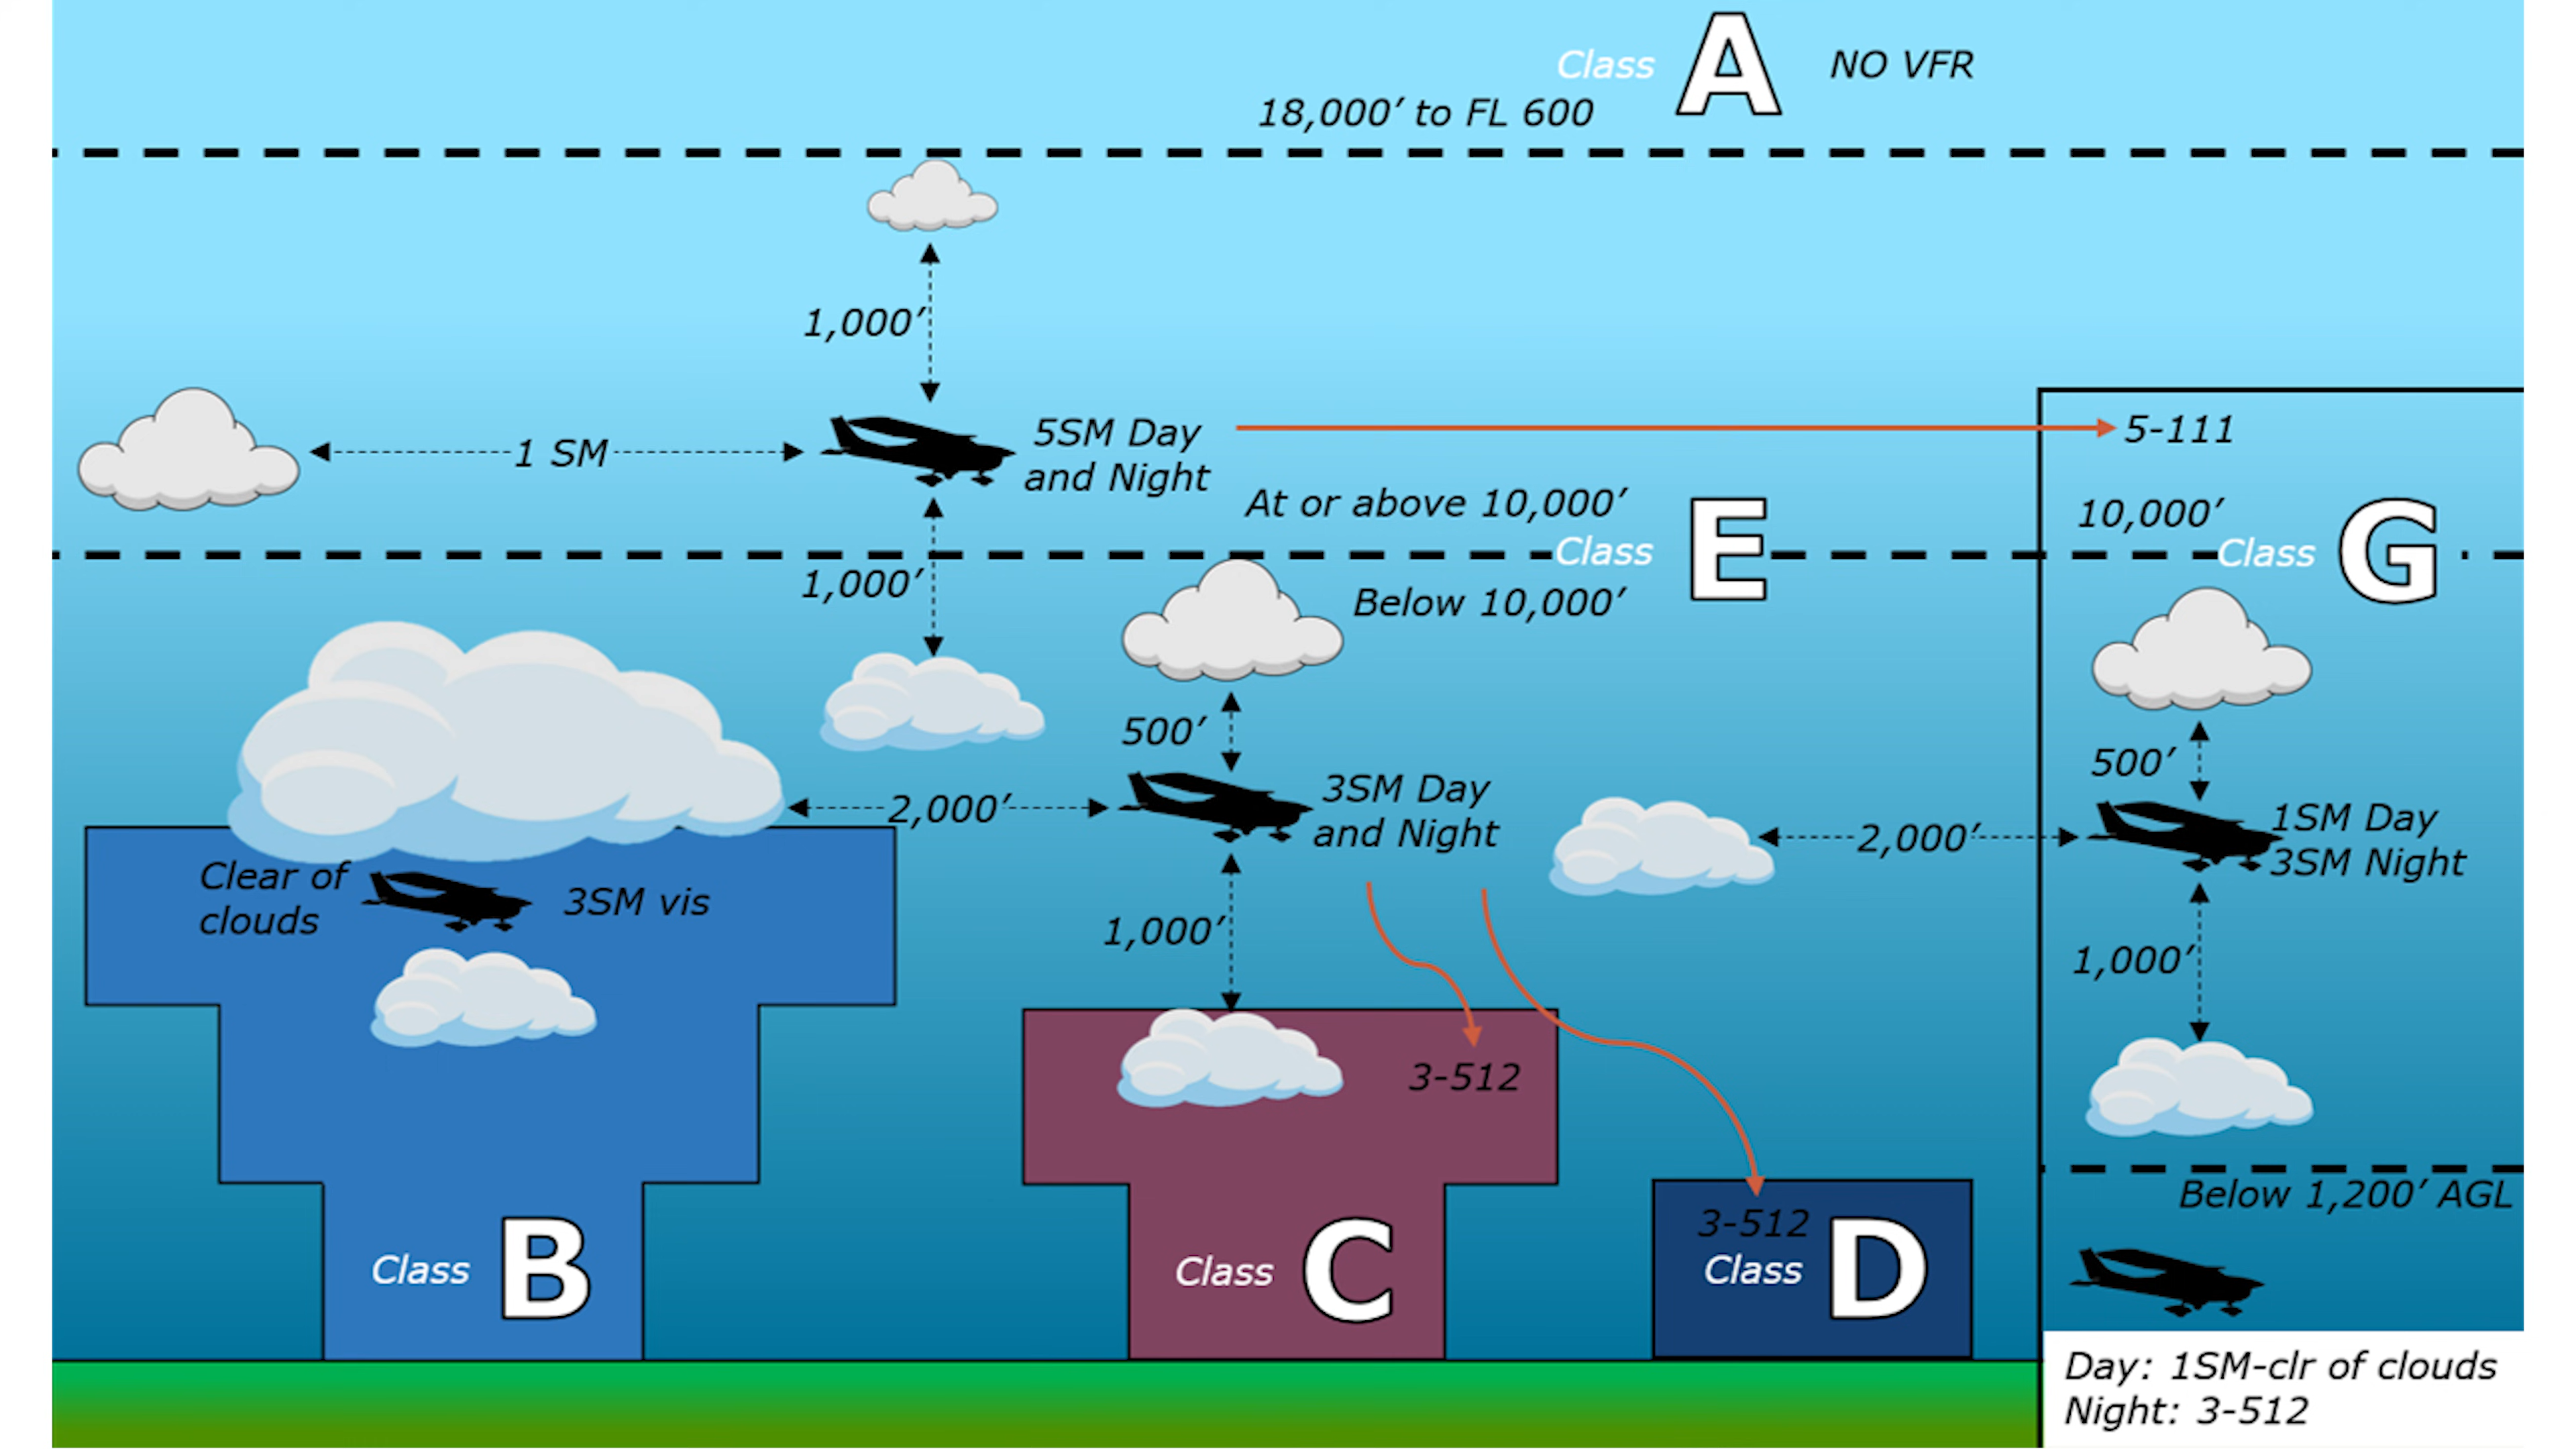 Class A NO VFR
18,000' to FL 600
1,000'
1 SM
5SM Day
and Night
5-111
At or above 10,000'
10,000'
Class E
Class G
1,000'
Below 10,000'
500'
500'
2,000'
3SM Day
and Night
2,000'
1SM Day
3SM Night
Clear of
clouds
3SM vis
1,000'
1,000'
3-512
Below 1,200' AGL
3-512
Class B
Class C
Class D
Day: 1SM-clr of clouds
Night: 3-512